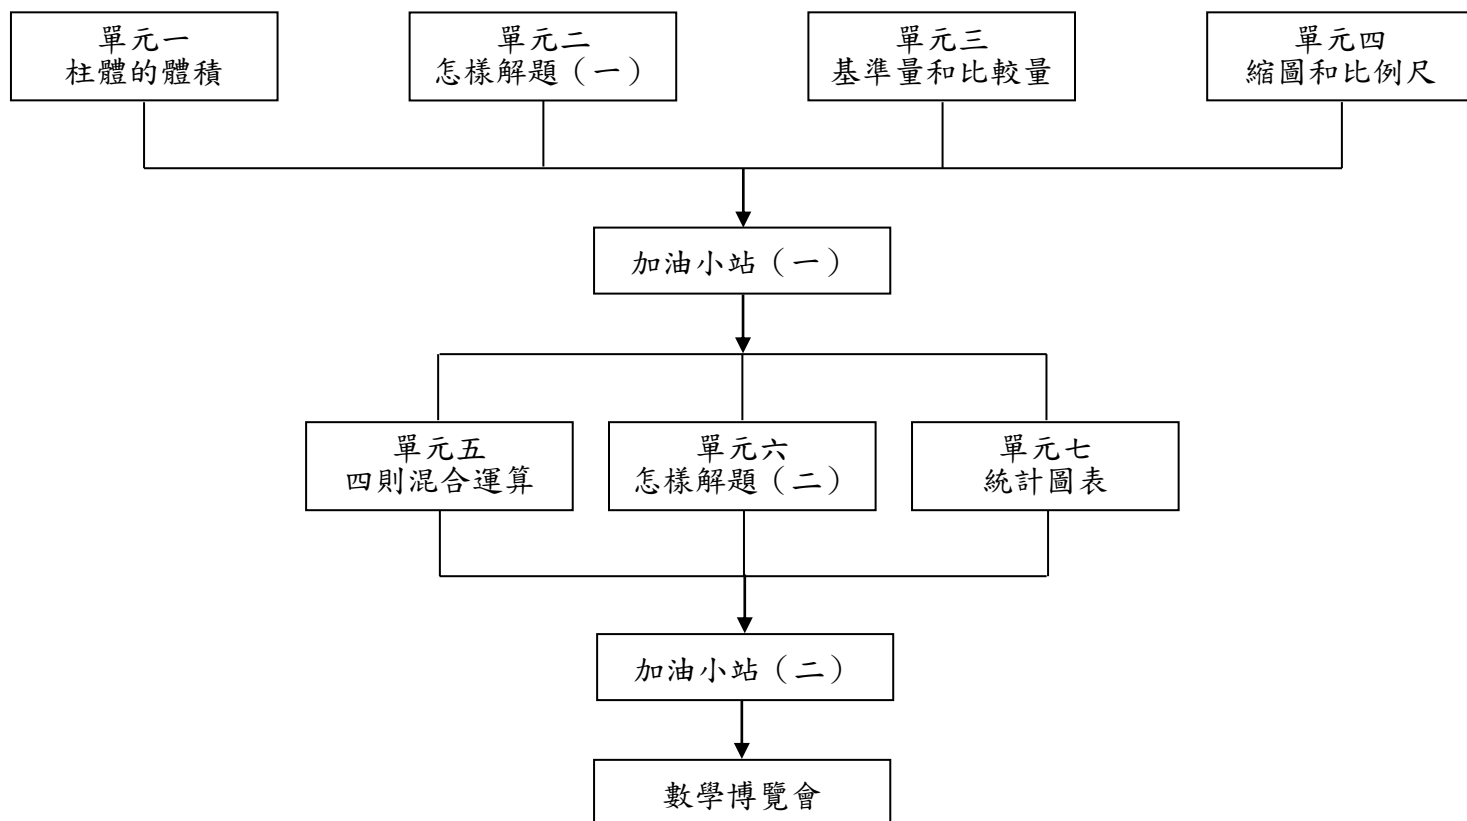 單元一
柱體的體積
單元二
怎樣解題（一）
單元三
基準量和比較量
單元四
縮圖和比例尺
加油小站（一）
單元五
四則混合運算
單元六
怎樣解題（二）
單元七
統計圖表
加油小站（二）
數學博覽會